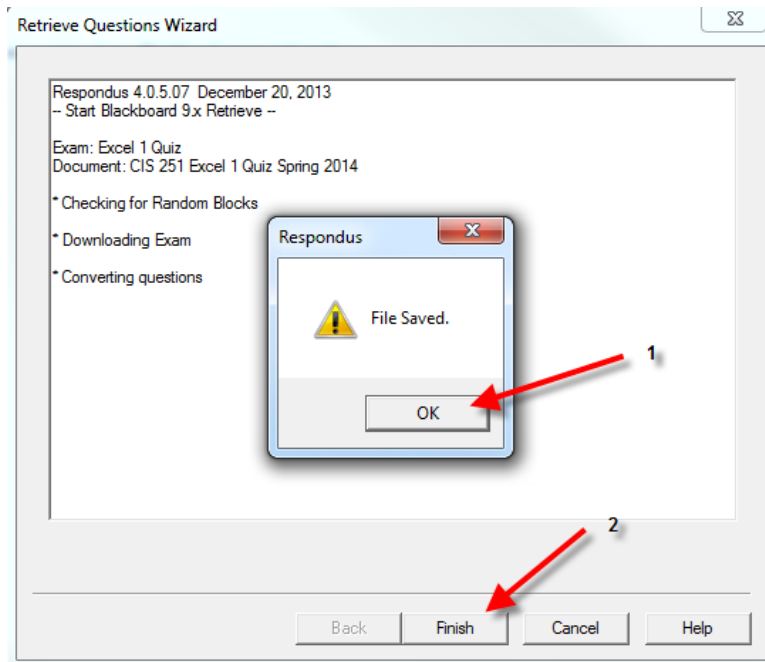 Retrieve Questions Wizard
Respondus 4.0.5.07 December 20, 2013
-- Start Blackboard 9.x Retrieve --
Exam: Excel 1 Quiz
Document: CIS 251 Excel 1 Quiz Spring 2014
* Checking for Random Blocks
* Downloading Exam
* Converting questions
Respondus
File Saved.
1
OK
2
Back Finish Cancel Help